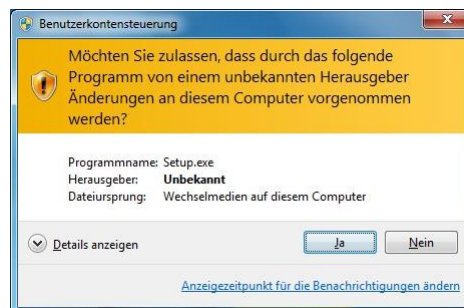 Benutzerkontensteuerung
Möchten Sie zulassen, dass durch das folgende
Programm von einem unbekannten Herausgeber
Änderungen an diesem Computer vorgenommen
werden?
Programmname: Setup.exe
Herausgeber: Unbekannt
Dateiursprung: Wechselmedien auf diesem Computer
Details anzeigen
Ja Nein
Anzeigezeitpunkt für die Benachrichtigungen ändern